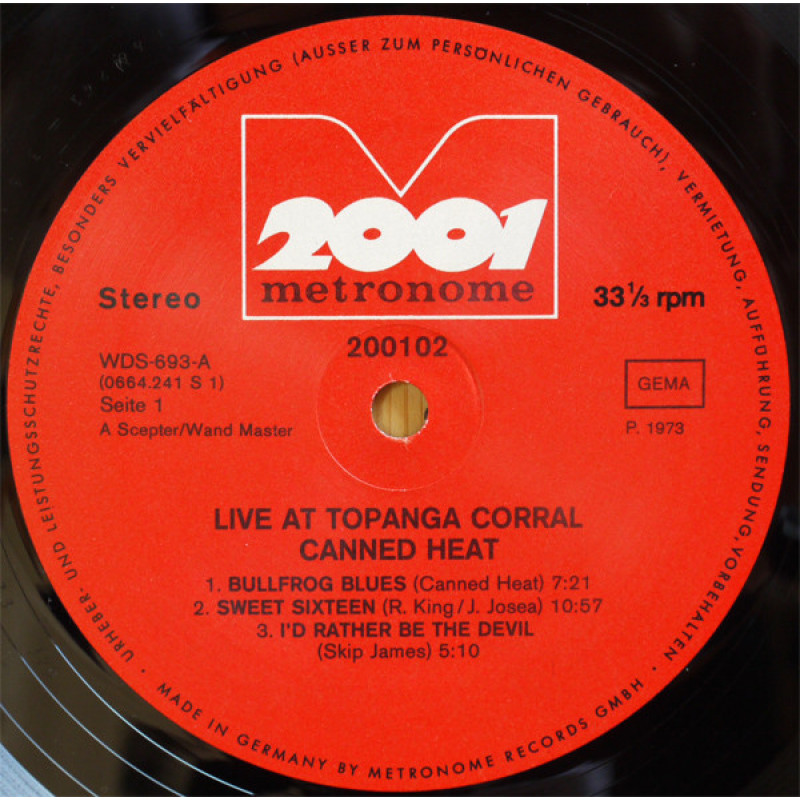 URHEBER- UND LEISTUNGSSCHUTZRECHTE, BESONDERS VERVIELFÄLTIGUNG (AUSSER ZUM PERSÖNLICHEN GEBRAUCH), VERMIETUNG, AUFFÜHRUNG, SENDUNG, VORBEHALTEN •
2001
metronome
Stereo
33 1/3 rpm
200102
WDS-693-A
(0664.241 S 1)
Seite 1
A Scepter/Wand Master
GEMA
P. 1973
LIVE AT TOPANGA CORRAL
CANNED HEAT
1. BULLFROG BLUES (Canned Heat) 7:21
2. SWEET SIXTEEN (R. King/J. Josea) 10:57
3. I'D RATHER BE THE DEVIL
(Skip James) 5:10
• MADE IN GERMANY BY METRONOME RECORDS GMBH •